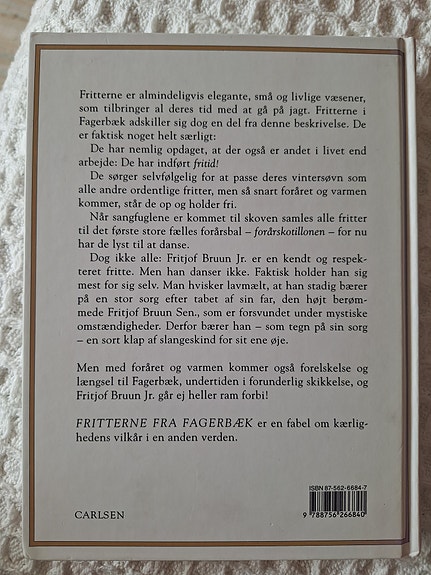 Fritterne er almindeligvis elegante, små og livlige væsener,
som tilbringer al deres tid med at gå på jagt. Fritterne i
Fagerbæk adskiller sig dog en del fra denne beskrivelse. De
er faktisk noget helt særligt:
De har nemlig opdaget, at der også er andet i livet end
arbejde: De har indført fritid!
De sørger selvfølgelig for at passe deres vintersøvn som
alle andre ordentlige fritter, men så snart foråret og varmen
kommer, står de op og holder fri.
Når sangfuglene er kommet til skoven samles alle fritter
til det første store fælles forårsbal – forårskotillonen – for nu
har de lyst til at danse.
Dog ikke alle: Fritjof Bruun Jr. er en kendt og respek-
teret fritte. Men han danser ikke. Faktisk holder han sig
mest for sig selv. Man hvisker lavmælt, at han stadig bærer
på en stor sorg efter tabet af sin far, den højt berøm-
mede Fritjof Bruun Sen., som er forsvundet under mystiske
omstændigheder. Derfor bærer han – som tegn på sin sorg
– en sort klap af slangeskind for sit ene øje.
Men med foråret og varmen kommer også forelskelse og
længsel til Fagerbæk, undertiden i forunderlig skikkelse, og
Fritjof Bruun Jr. går ej heller ram forbi!
FRITTERNE FRA FAGERBÆK er en fabel om kærlig-
hedens vilkår i en anden verden.
ISBN 87-562-6684-7
9 788756 266840
CARLSEN